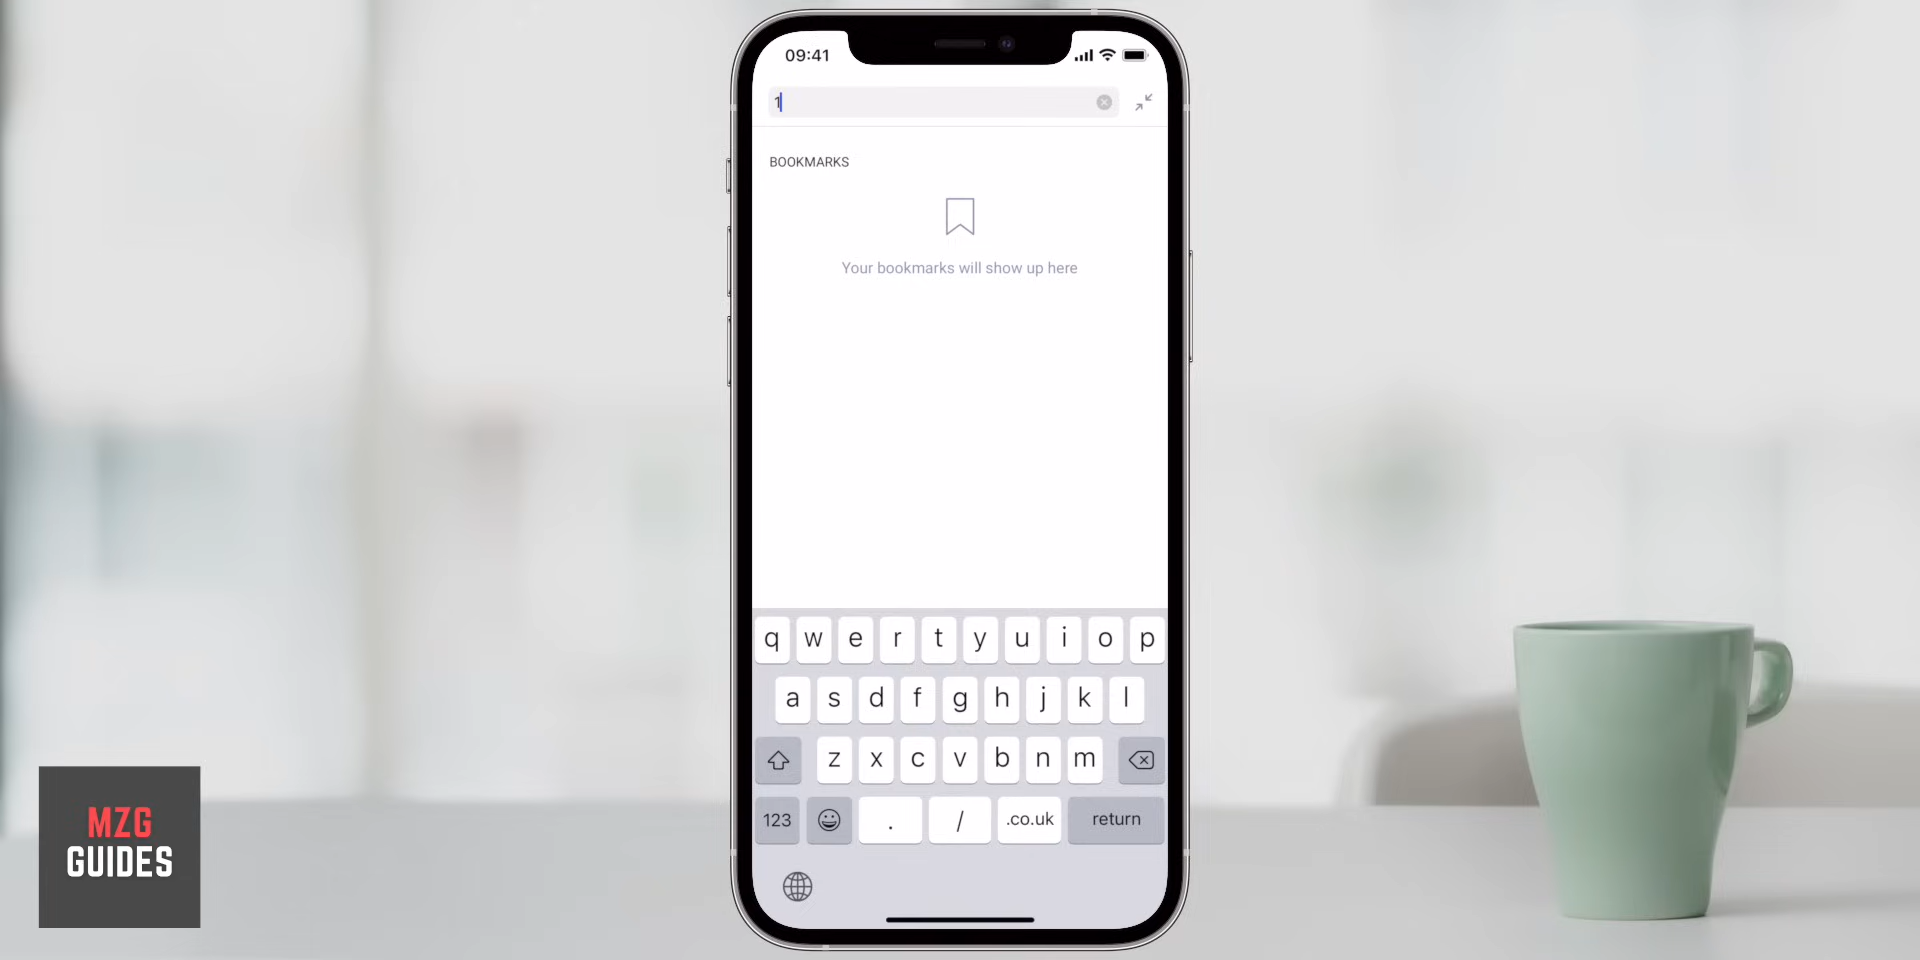 09:41
1
BOOKMARKS
Your bookmarks will show up here
q w e r t y u i o p
a s d f g h j k l
z x c v b n m
123 . / .co.uk return
MZG
GUIDES